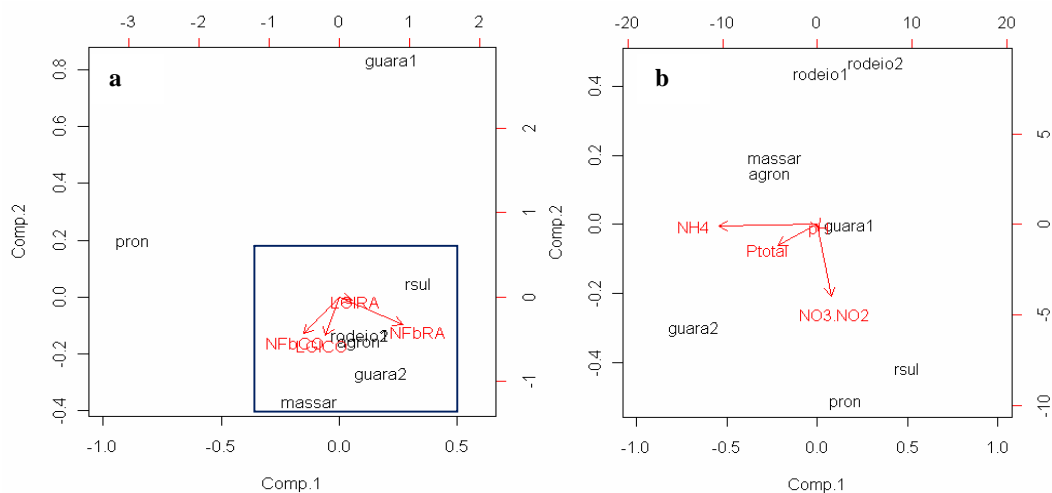 -3 -1 0 1 2
a
guara1
pron
rsul
LGIRA
NFbCO
LGICO
NFbRA
agron
guara2
massar
0.8
0.6
0.4
0.2
0.0
-0.2
-0.4
2
1
0
-1
Comp.2
-1.0 -0.5 0.0 0.5
Comp.1
-20 -10 0 10 20
b
rodeio2
rodeio1
massar
agron
NH4
guara1
Ptotal
NO3.NO2
guara2
rsul
pron
0.4
0.2
0.0
-0.2
-0.4
5
0
-5
-10
Comp.2
-1.0 -0.5 0.0 0.5 1.0
Comp.1